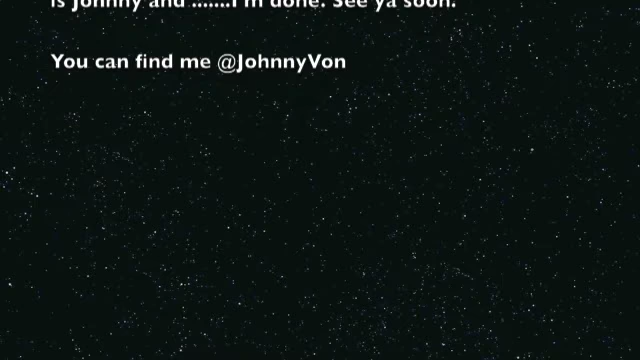 is Johnny and .......I'm done. See ya soon.
You can find me @JohnnyVon